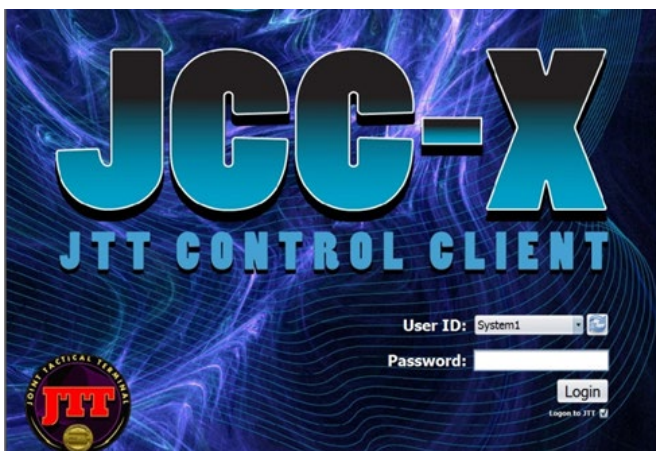 JCC-X
JTT CONTROL CLIENT
User ID: System1
Password:
Login
Logon to JTT
JOINT TACTICAL TERMINAL
JTT